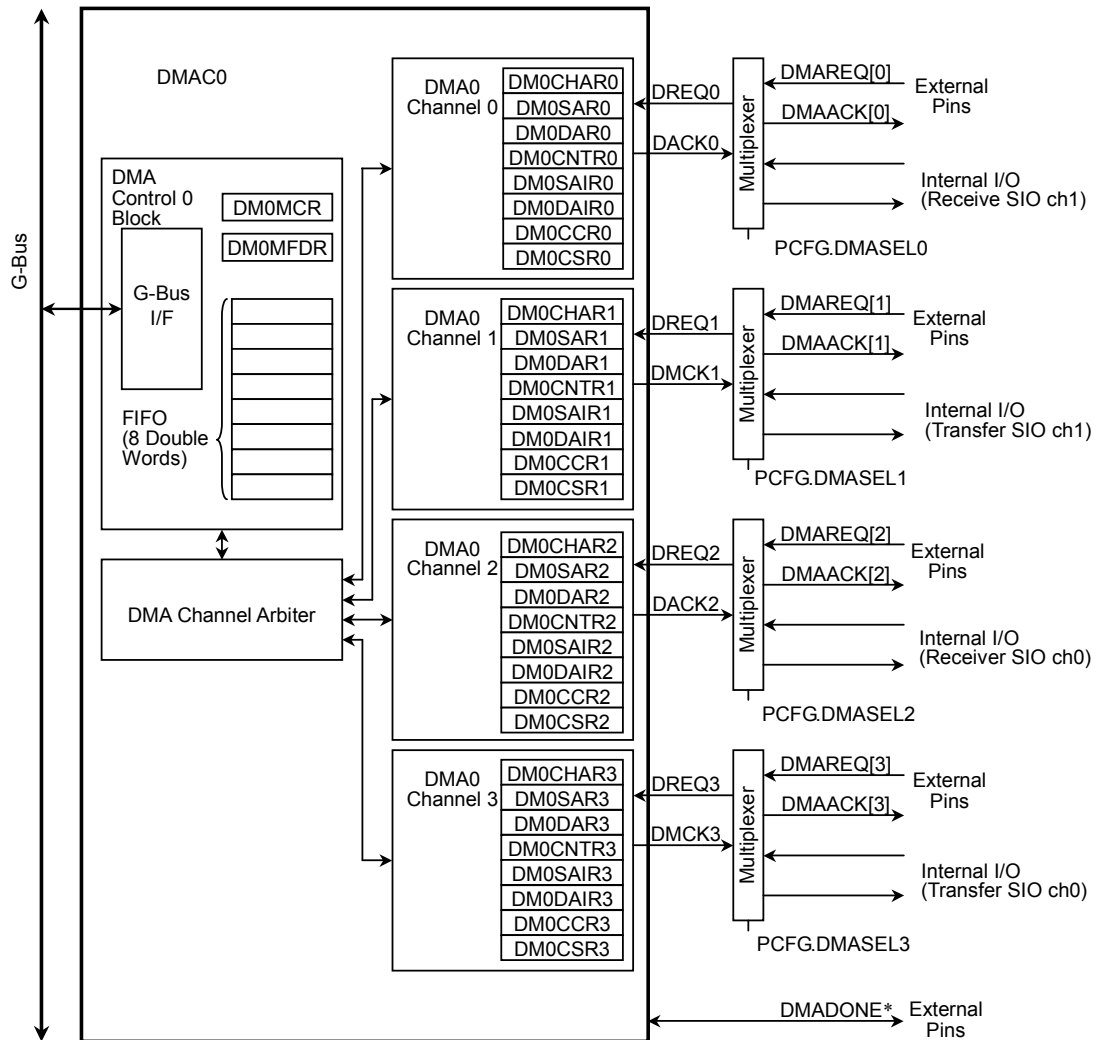 G-Bus
DMAC0
DMA
Control 0
Block
DM0MCR
DM0MFDR
G-Bus
I/F
FIFO
(8 Double
Words)
DMA Channel Arbiter
DMA0
Channel 0
DM0CHAR0
DM0SAR0
DM0DAR0
DM0CNTR0
DM0SAIR0
DM0DAIR0
DM0CCR0
DM0CSR0
DREQ0
DACK0
Multiplexer
DMAREQ[0]
DMAACK[0]
External
Pins
Internal I/O
(Receive SIO ch1)
PCFG.DMASEL0
DMA0
Channel 1
DM0CHAR1
DM0SAR1
DM0DAR1
DM0CNTR1
DM0SAIR1
DM0DAIR1
DM0CCR1
DM0CSR1
DREQ1
DMCK1
Multiplexer
DMAREQ[1]
DMAACK[1]
External
Pins
Internal I/O
(Transfer SIO ch1)
PCFG.DMASEL1
DMA0
Channel 2
DM0CHAR2
DM0SAR2
DM0DAR2
DM0CNTR2
DM0SAIR2
DM0DAIR2
DM0CCR2
DM0CSR2
DREQ2
DACK2
Multiplexer
DMAREQ[2]
DMAACK[2]
External
Pins
Internal I/O
(Receiver SIO ch0)
PCFG.DMASEL2
DMA0
Channel 3
DM0CHAR3
DM0SAR3
DM0DAR3
DM0CNTR3
DM0SAIR3
DM0DAIR3
DM0CCR3
DM0CSR3
DREQ3
DMCK3
Multiplexer
DMAREQ[3]
DMAACK[3]
External
Pins
Internal I/O
(Transfer SIO ch0)
PCFG.DMASEL3
DMADONE*
External
Pins